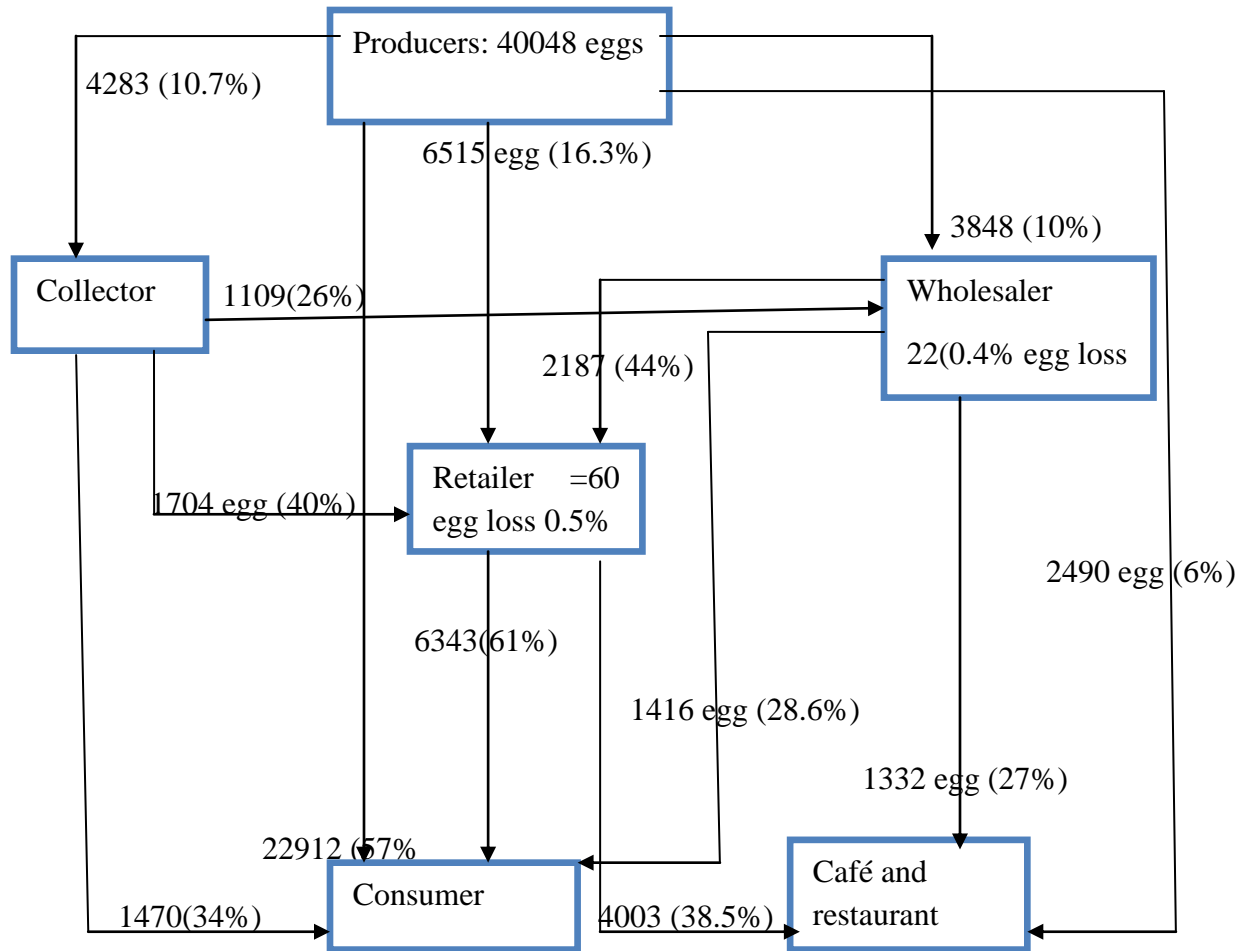 Producers: 40048 eggs
4283 (10.7%)
6515 egg (16.3%)
3848 (10%)
Collector
1109(26%)
Wholesaler
22(0.4% egg loss
2187 (44%)
Retailer =60
egg loss 0.5%
1704 egg (40%)
2490 egg (6%)
6343(61%)
1416 egg (28.6%)
1332 egg (27%)
22912 (57%
Consumer
Café and
restaurant
1470(34%)
4003 (38.5%)